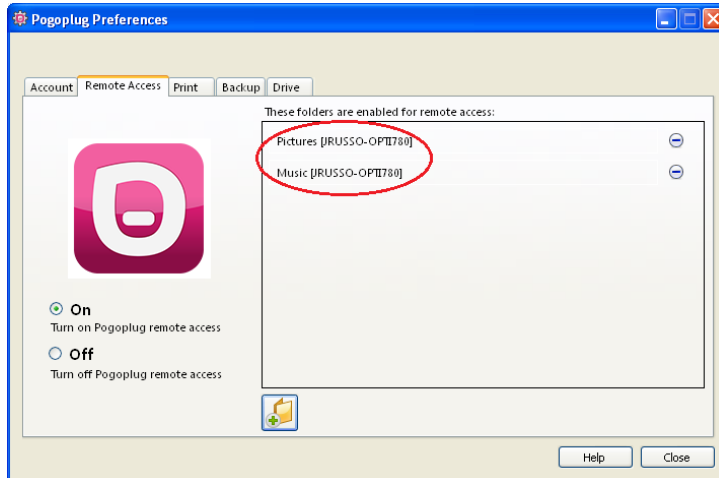 Pogoplug Preferences
Account Remote Access Print Backup Drive
These folders are enabled for remote access:
Pictures [JRUSSO-OPTI780]
Music [JRUSSO-OPTI780]
On
Turn on Pogoplug remote access
Off
Turn off Pogoplug remote access
Help Close